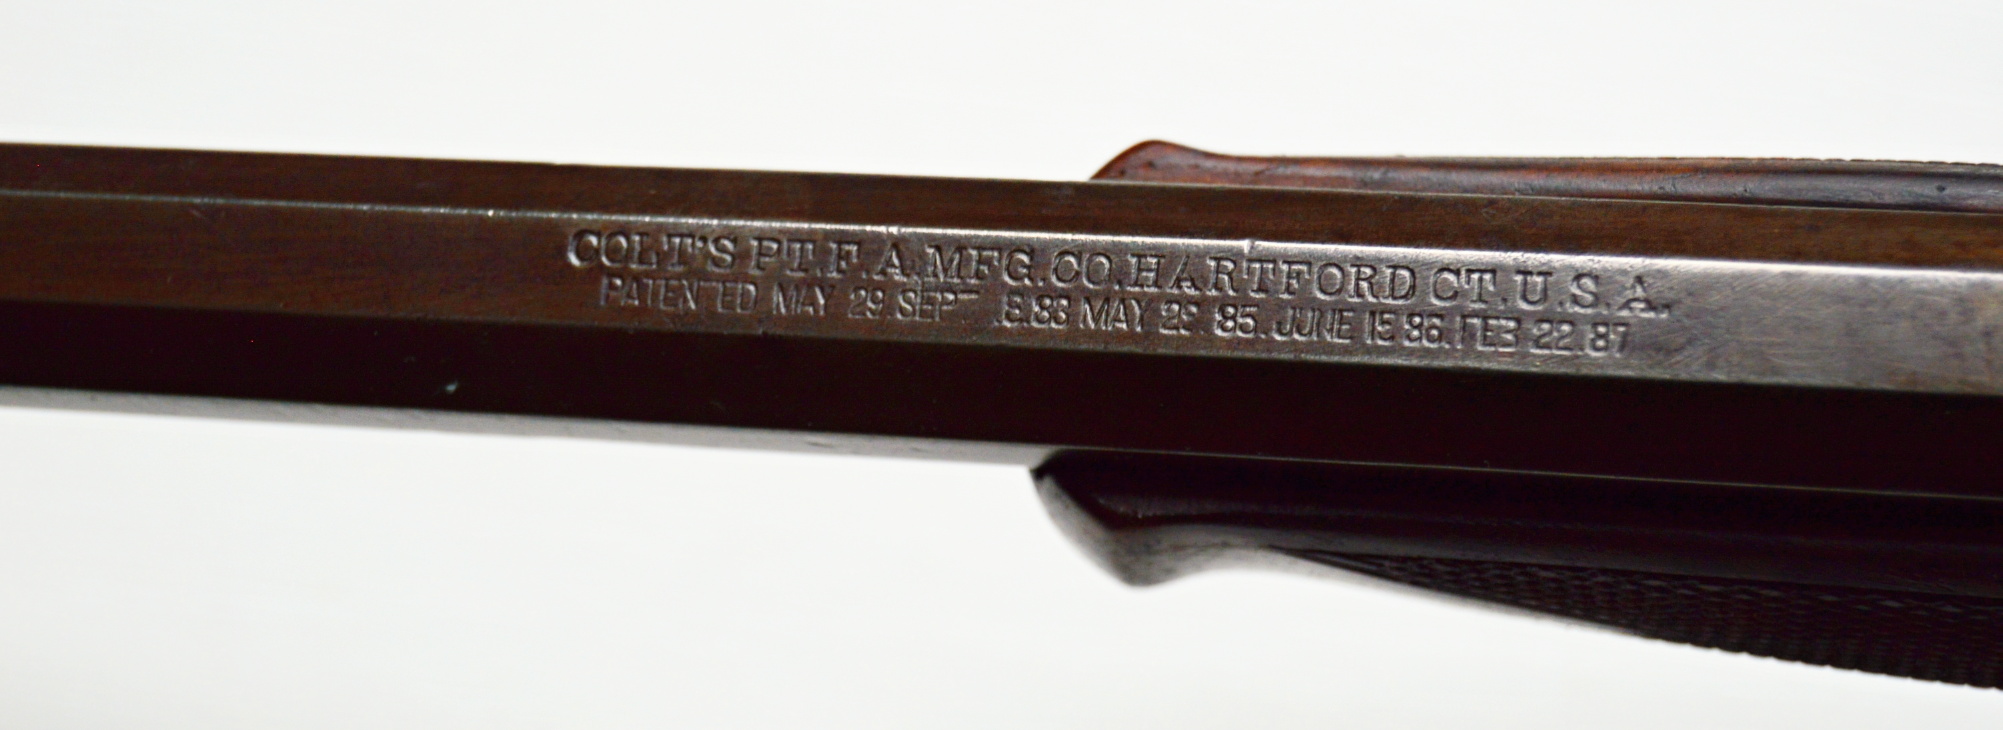 COLT'S PT.F.A.MFG.CO.HARTFORD CT.U.S.A.
PATENTED MAY 29 SEPT 18.83 MAY 26 85.JUNE 15 86.FEB 22.87